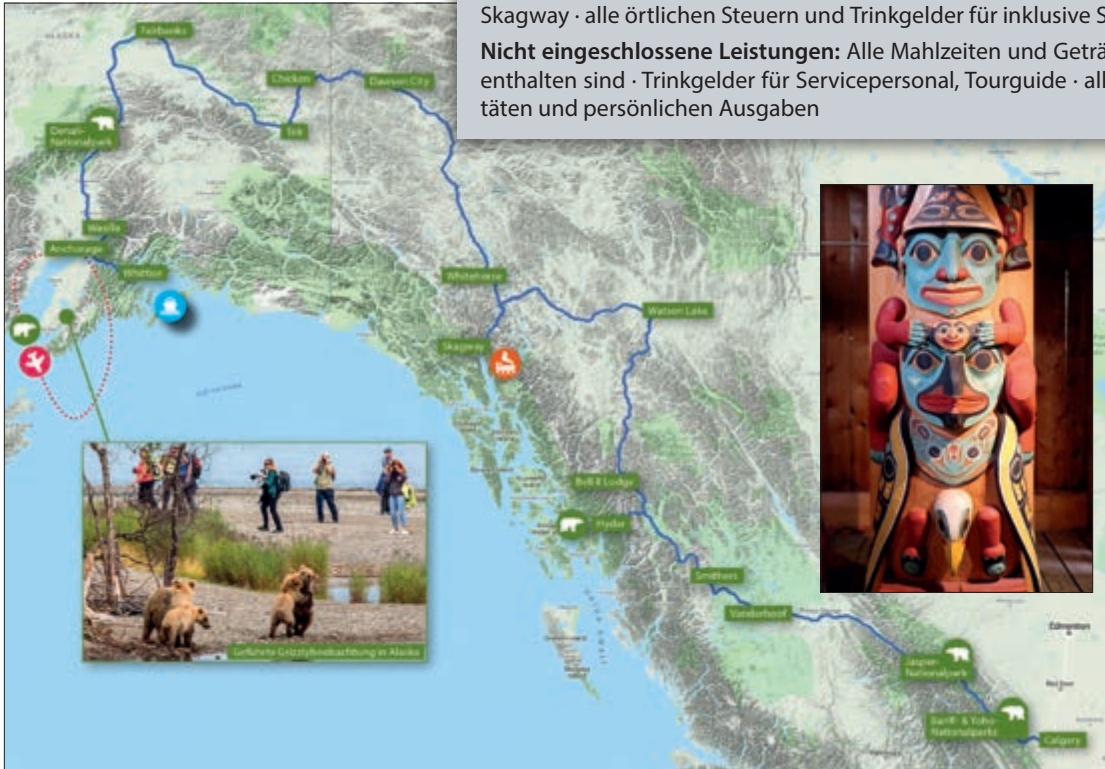 Skagway · alle örtlichen Steuern und Trinkgelder für inklusive S
Nicht eingeschlossene Leistungen: Alle Mahlzeiten und Geträ
enthalten sind · Trinkgelder für Servicepersonal, Tourguide · all
täten und persönlichen Ausgaben
ALASKA
Fairbanks
Chicken
Dawson City
Tok
Denali-
Nationalpark
Wasilla
Anchorage
Whittier
Whitehorse
Watson Lake
Skagway
Bell II Lodge
Hyder
Smithers
Vanderhoof
Edmonton
Jasper-
Nationalpark
Red Deer
Banff- & Yoho-
Nationalparks
Calgary
Geführte Grizzlybeobachtung in Alaska